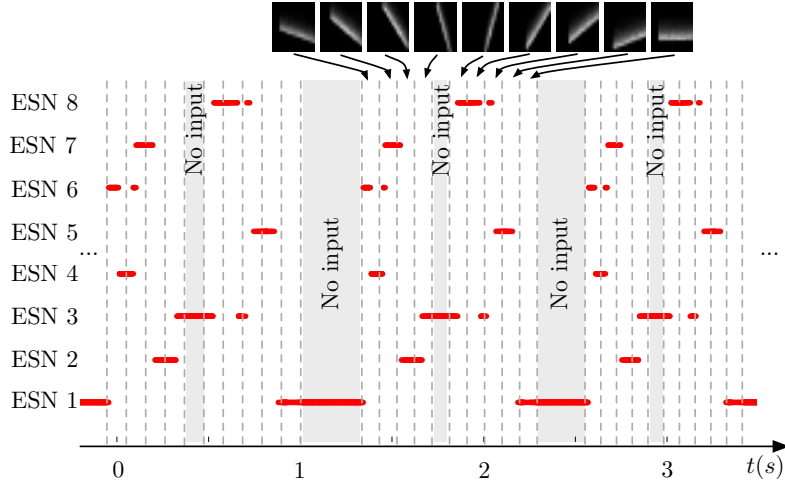 ESN 8
ESN 7
ESN 6
ESN 5
...
...
ESN 4
ESN 3
ESN 2
ESN 1
No input
No input
No input
No input
No input
0
1
2
3
t(s)